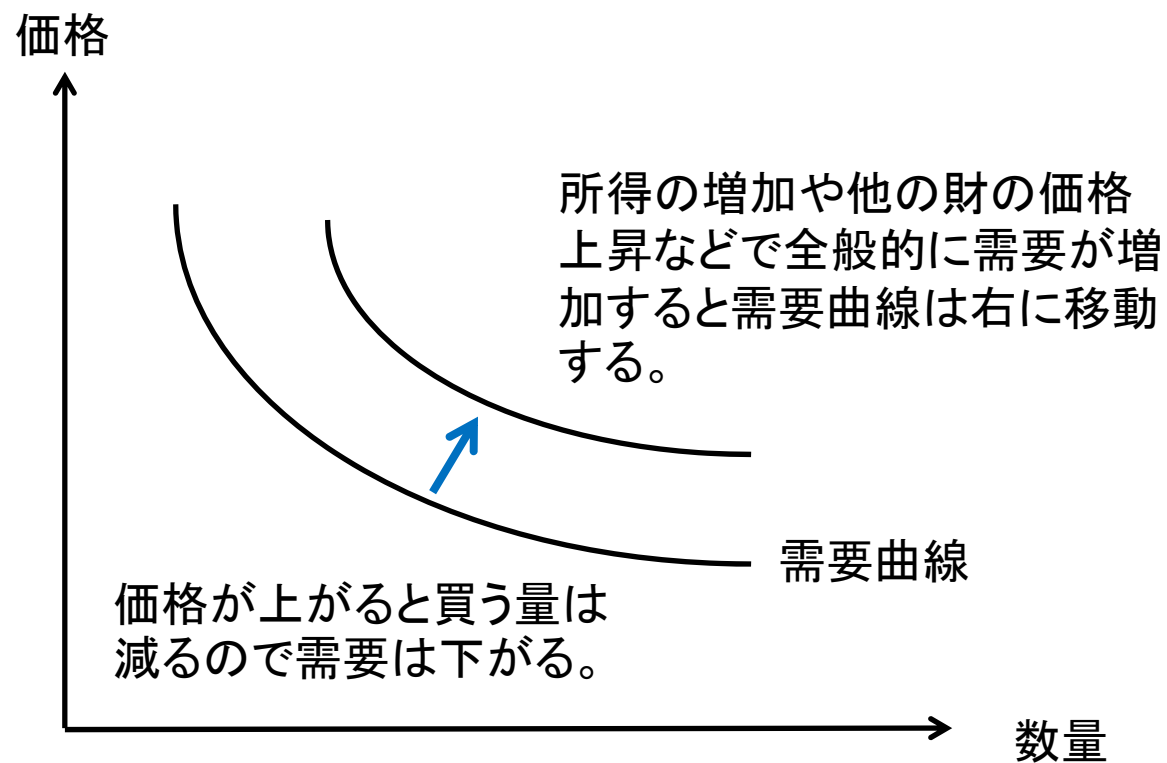 価格
所得の増加や他の財の価格
上昇などで全般的に需要が増
加すると需要曲線は右に移動
する。
需要曲線
価格が上がると買う量は
減るので需要は下がる。
数量